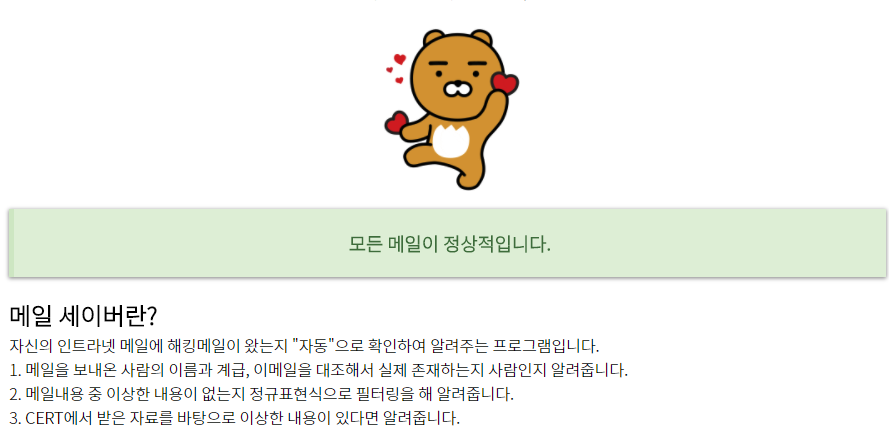 모든 메일이 정상적입니다.
메일 세이버란?
자신의 인트라넷 메일에 해킹메일이 왔는지 "자동"으로 확인하여 알려주는 프로그램입니다.
1. 메일을 보내온 사람의 이름과 계급, 이메일을 대조해서 실제 존재하는지 사람인지 알려줍니다.
2. 메일내용 중 이상한 내용이 없는지 정규표현식으로 필터링을 해 알려줍니다.
3. CERT에서 받은 자료를 바탕으로 이상한 내용이 있다면 알려줍니다.